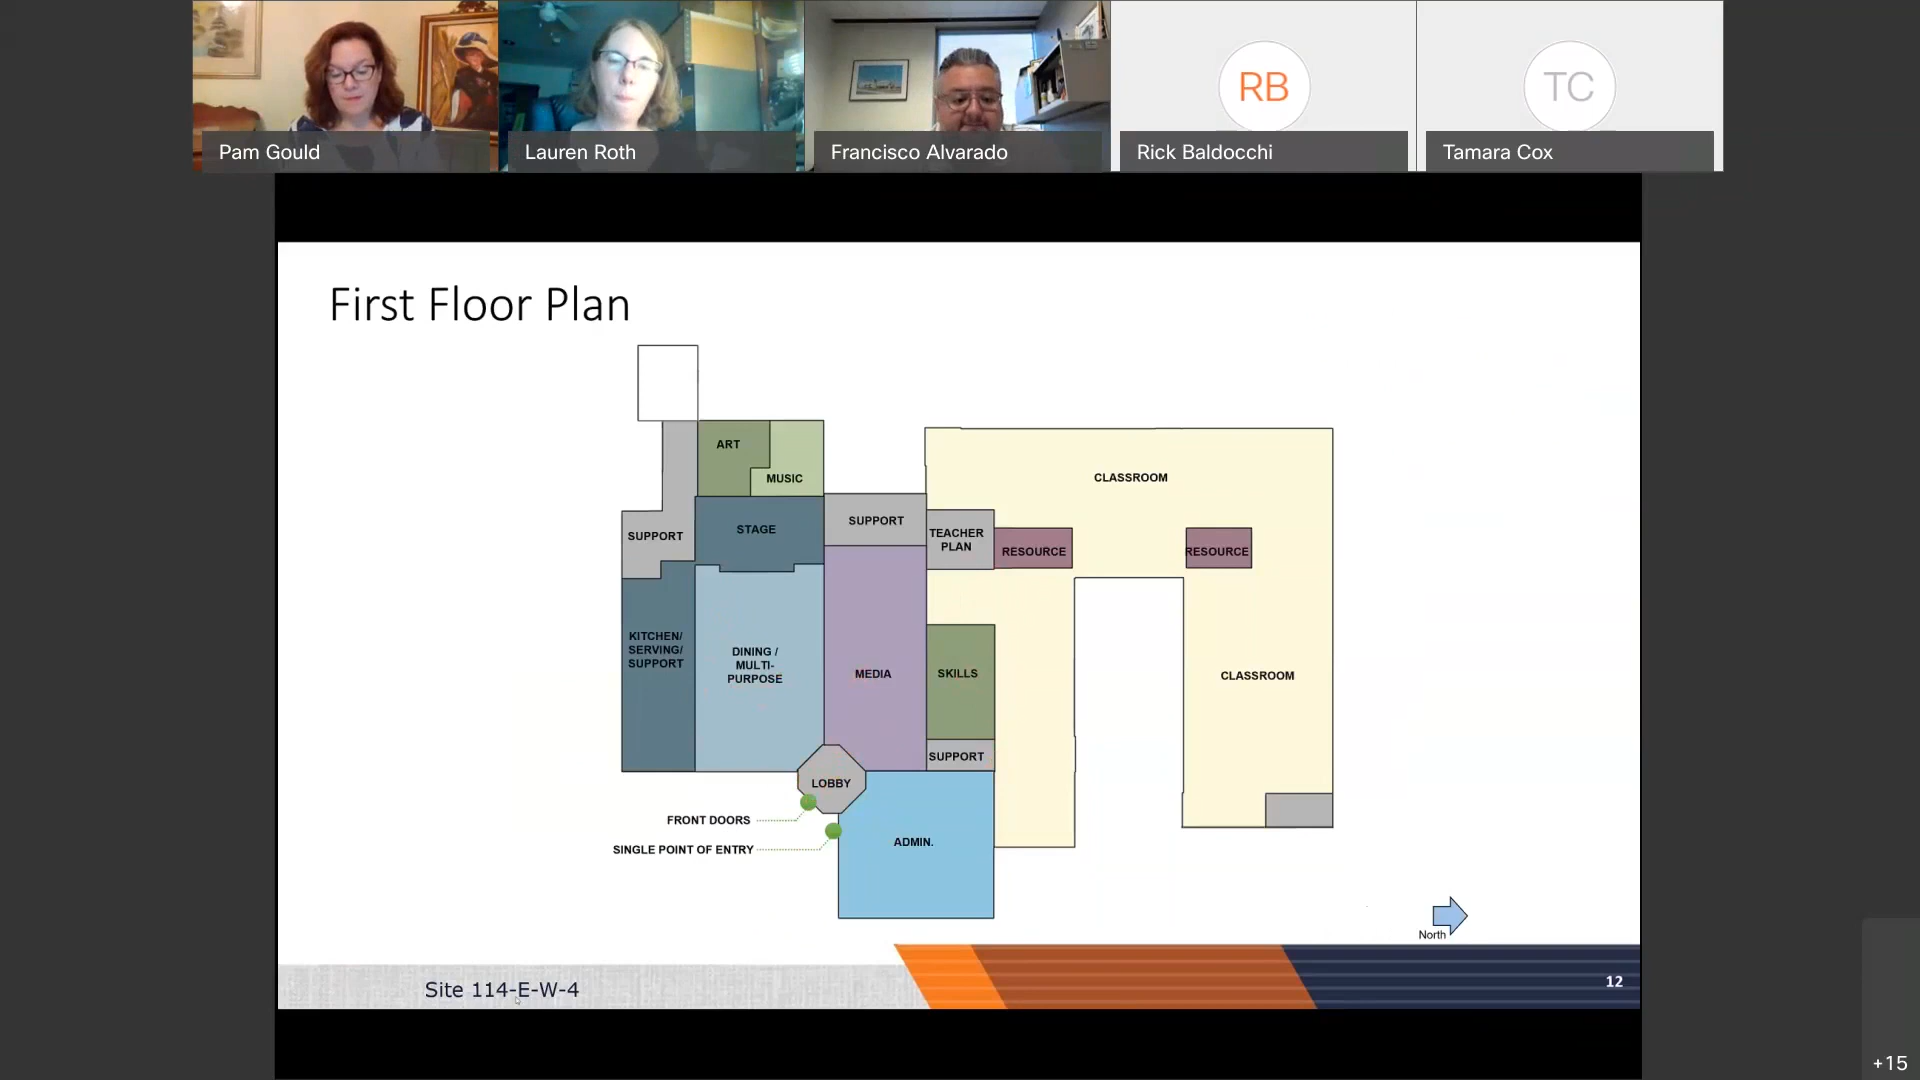 RB
TC
Pam Gould
Lauren Roth
Francisco Alvarado
Rick Baldocchi
Tamara Cox
First Floor Plan
ART
MUSIC
CLASSROOM
SUPPORT
STAGE
SUPPORT
TEACHER
PLAN
RESOURCE
RESOURCE
KITCHEN/
SERVING/
SUPPORT
DINING /
MULTI-
PURPOSE
MEDIA
SKILLS
CLASSROOM
SUPPORT
LOBBY
FRONT DOORS
SINGLE POINT OF ENTRY
ADMIN.
North
Site 114-E-W-4
12
+15